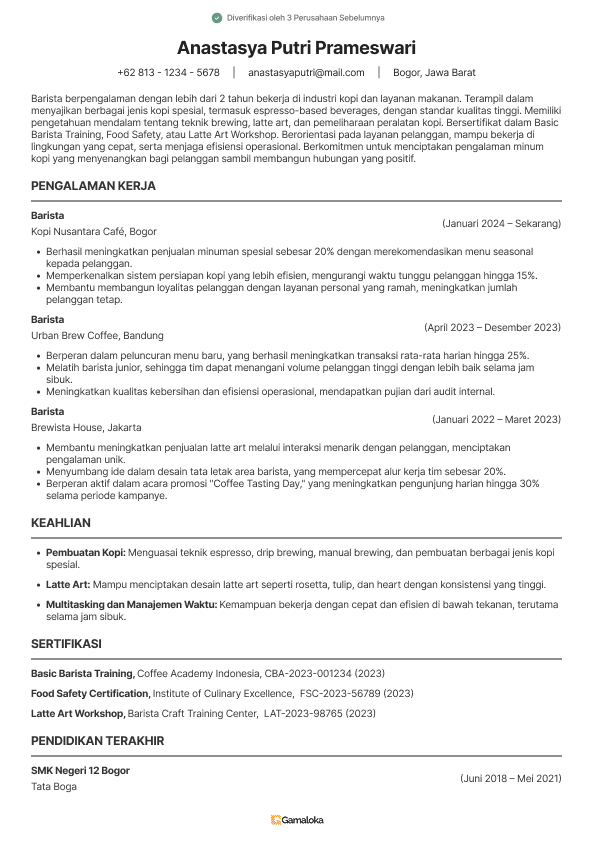 Diverifikasi oleh 3 Perusahaan Sebelumnya
Anastasya Putri Prameswari
+62 813 - 1234 - 5678 | anastasyaputri@mail.com | Bogor, Jawa Barat
Barista berpengalaman dengan lebih dari 2 tahun bekerja di industri kopi dan layanan makanan. Terampil dalam
menyajikan berbagai jenis kopi spesial, termasuk espresso-based beverages, dengan standar kualitas tinggi. Memiliki
pengetahuan mendalam tentang teknik brewing, latte art, dan pemeliharaan peralatan kopi. Bersertifikat dalam Basic
Barista Training, Food Safety, atau Latte Art Workshop. Berorientasi pada layanan pelanggan, mampu bekerja di
lingkungan yang cepat, serta menjaga efisiensi operasional. Berkomitmen untuk menciptakan pengalaman minum
kopi yang menyenangkan bagi pelanggan sambil membangun hubungan yang positif.
PENGALAMAN KERJA
Barista
(Januari 2024 – Sekarang)
Kopi Nusantara Café, Bogor
• Berhasil meningkatkan penjualan minuman spesial sebesar 20% dengan merekomendasikan menu seasonal
kepada pelanggan.
• Memperkenalkan sistem persiapan kopi yang lebih efisien, mengurangi waktu tunggu pelanggan hingga 15%.
• Membantu membangun loyalitas pelanggan dengan layanan personal yang ramah, meningkatkan jumlah
pelanggan tetap.
Barista
(April 2023 – Desember 2023)
Urban Brew Coffee, Bandung
• Berperan dalam peluncuran menu baru, yang berhasil meningkatkan transaksi rata-rata harian hingga 25%.
• Melatih barista junior, sehingga tim dapat menangani volume pelanggan tinggi dengan lebih baik selama jam
sibuk.
• Meningkatkan kualitas kebersihan dan efisiensi operasional, mendapatkan pujian dari audit internal.
Barista
(Januari 2022 – Maret 2023)
Brewista House, Jakarta
• Membantu meningkatkan penjualan latte art melalui interaksi menarik dengan pelanggan, menciptakan
pengalaman unik.
• Menyumbang ide dalam desain tata letak area barista, yang mempercepat alur kerja tim sebesar 20%.
• Berperan aktif dalam acara promosi "Coffee Tasting Day," yang meningkatkan pengunjung harian hingga 30%
selama periode kampanye.
KEAHLIAN
• Pembuatan Kopi: Menguasai teknik espresso, drip brewing, manual brewing, dan pembuatan berbagai jenis kopi
spesial.
• Latte Art: Mampu menciptakan desain latte art seperti rosetta, tulip, dan heart dengan konsistensi yang tinggi.
• Multitasking dan Manajemen Waktu: Kemampuan bekerja dengan cepat dan efisien di bawah tekanan, terutama
selama jam sibuk.
SERTIFIKASI
Basic Barista Training, Coffee Academy Indonesia, CBA-2023-001234 (2023)
Food Safety Certification, Institute of Culinary Excellence, FSC-2023-56789 (2023)
Latte Art Workshop, Barista Craft Training Center, LAT-2023-98765 (2023)
PENDIDIKAN TERAKHIR
SMK Negeri 12 Bogor
(Juni 2018 – Mei 2021)
Tata Boga
Gamaloka